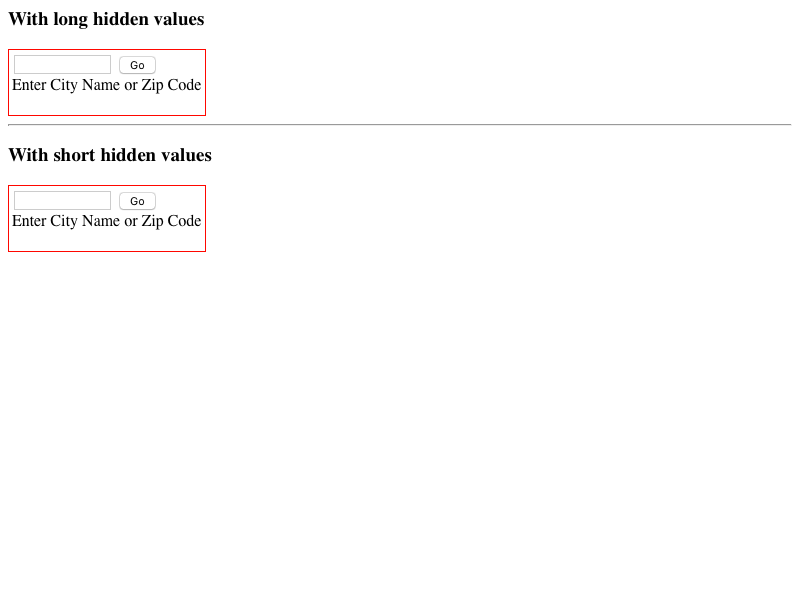 With long hidden values
Go
Enter City Name or Zip Code
With short hidden values
Go
Enter City Name or Zip Code